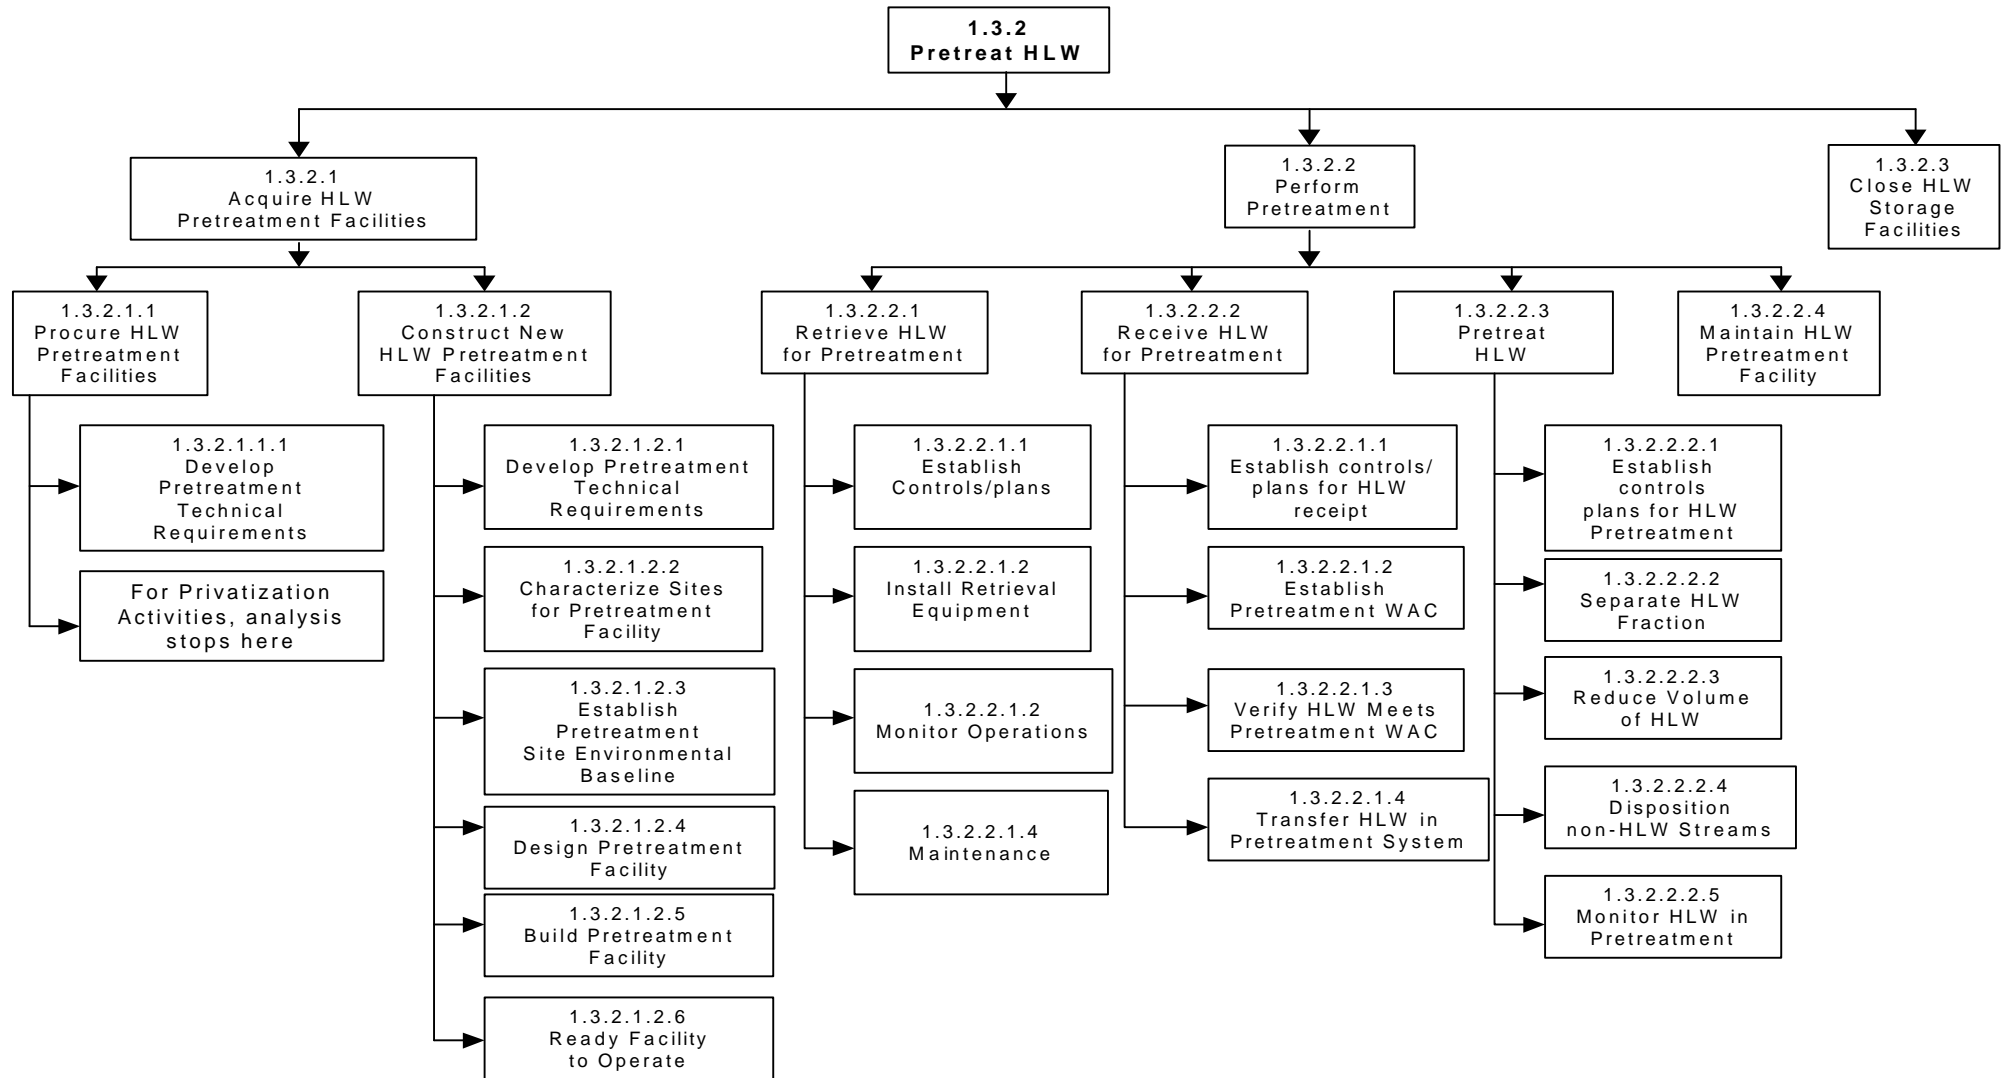 1.3.2
Pretreat HLW
1.3.2.1
Acquire HLW
Pretreatment Facilities
1.3.2.2
Perform
Pretreatment
1.3.2.3
Close HLW
Storage
Facilities
1.3.2.1.1
Procure HLW
Pretreatment
Facilities
1.3.2.1.2
Construct New
HLW Pretreatment
Facilities
1.3.2.2.1
Retrieve HLW
for Pretreatment
1.3.2.2.2
Receive HLW
for Pretreatment
1.3.2.2.3
Pretreat
HLW
1.3.2.2.4
Maintain HLW
Pretreatment
Facility
1.3.2.1.1.1
Develop
Pretreatment
Technical
Requirements
For Privatization
Activities, analysis
stops here
1.3.2.1.2.1
Develop Pretreatment
Technical
Requirements
1.3.2.1.2.2
Characterize Sites
for Pretreatment
Facility
1.3.2.1.2.3
Establish
Pretreatment
Site Environmental
Baseline
1.3.2.1.2.4
Design Pretreatment
Facility
1.3.2.1.2.5
Build Pretreatment
Facility
1.3.2.1.2.6
Ready Facility
to Operate
1.3.2.2.1.1
Establish
Controls/plans
1.3.2.2.1.2
Install Retrieval
Equipment
1.3.2.2.1.2
Monitor Operations
1.3.2.2.1.4
Maintenance
1.3.2.2.1.1
Establish controls/
plans for HLW
receipt
1.3.2.2.1.2
Establish
Pretreatment WAC
1.3.2.2.1.3
Verify HLW Meets
Pretreatment WAC
1.3.2.2.1.4
Transfer HLW in
Pretreatment System
1.3.2.2.2.1
Establish
controls
plans for HLW
Pretreatment
1.3.2.2.2.2
Separate HLW
Fraction
1.3.2.2.2.3
Reduce Volume
of HLW
1.3.2.2.2.4
Disposition
non-HLW Streams
1.3.2.2.2.5
Monitor HLW in
Pretreatment